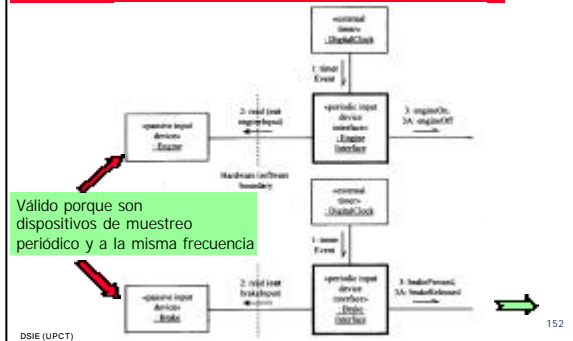 «external
timer»
: DigitalClock
1: timer
Event
2: read (out
engineInput)
«passive input
device»
: Engine
«periodic input
device
interface»
: Engine
Interface
3: engineOn,
3A: engineOff
Hardware/software
boundary
«external
timer»
: DigitalClock
Válido porque son
dispositivos de muestreo
periódico y a la misma frecuencia
1: timer
Event
2: read (out
brakeInput)
«passive input
device»
: Brake
«periodic input
device
interface»
: Brake
Interface
3: brakePressed,
3A: brakeReleased
152
DSIE (UPCT)